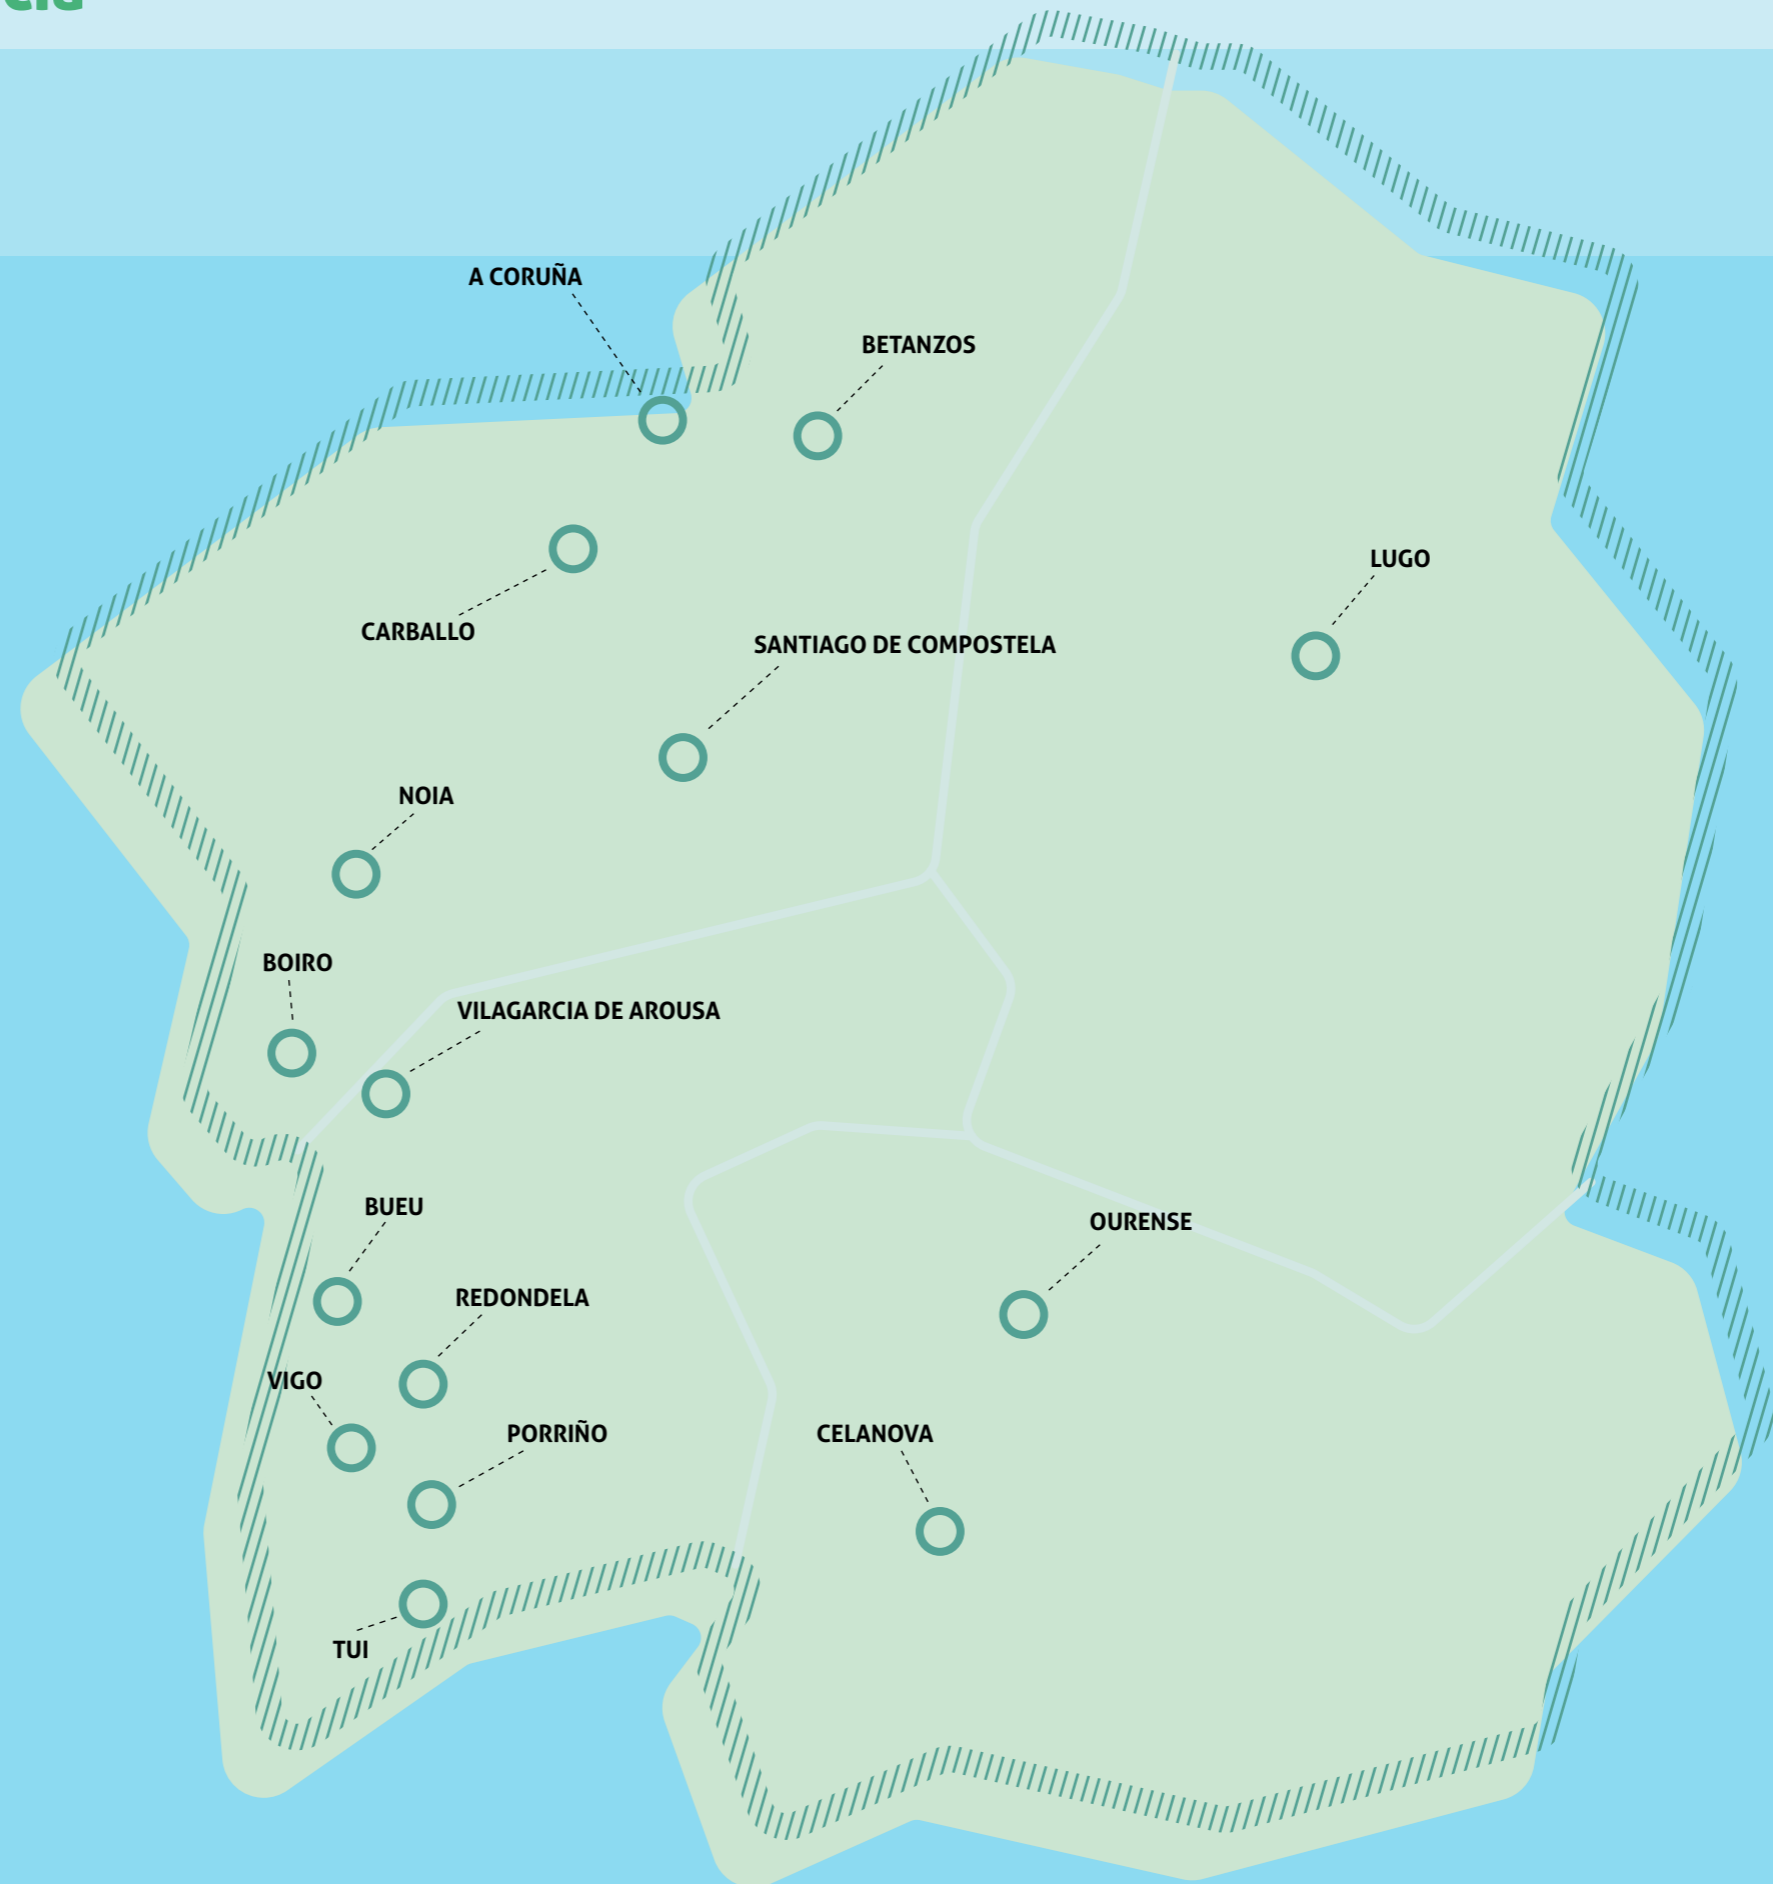 A CORUÑA
BETANZOS
LUGO
CARBALLO
SANTIAGO DE COMPOSTELA
NOIA
BOIRO
VILAGARCIA DE AROUSA
BUEU
OURENSE
REDONDELA
VIGO
PORRIÑO
CELANOVA
TUI